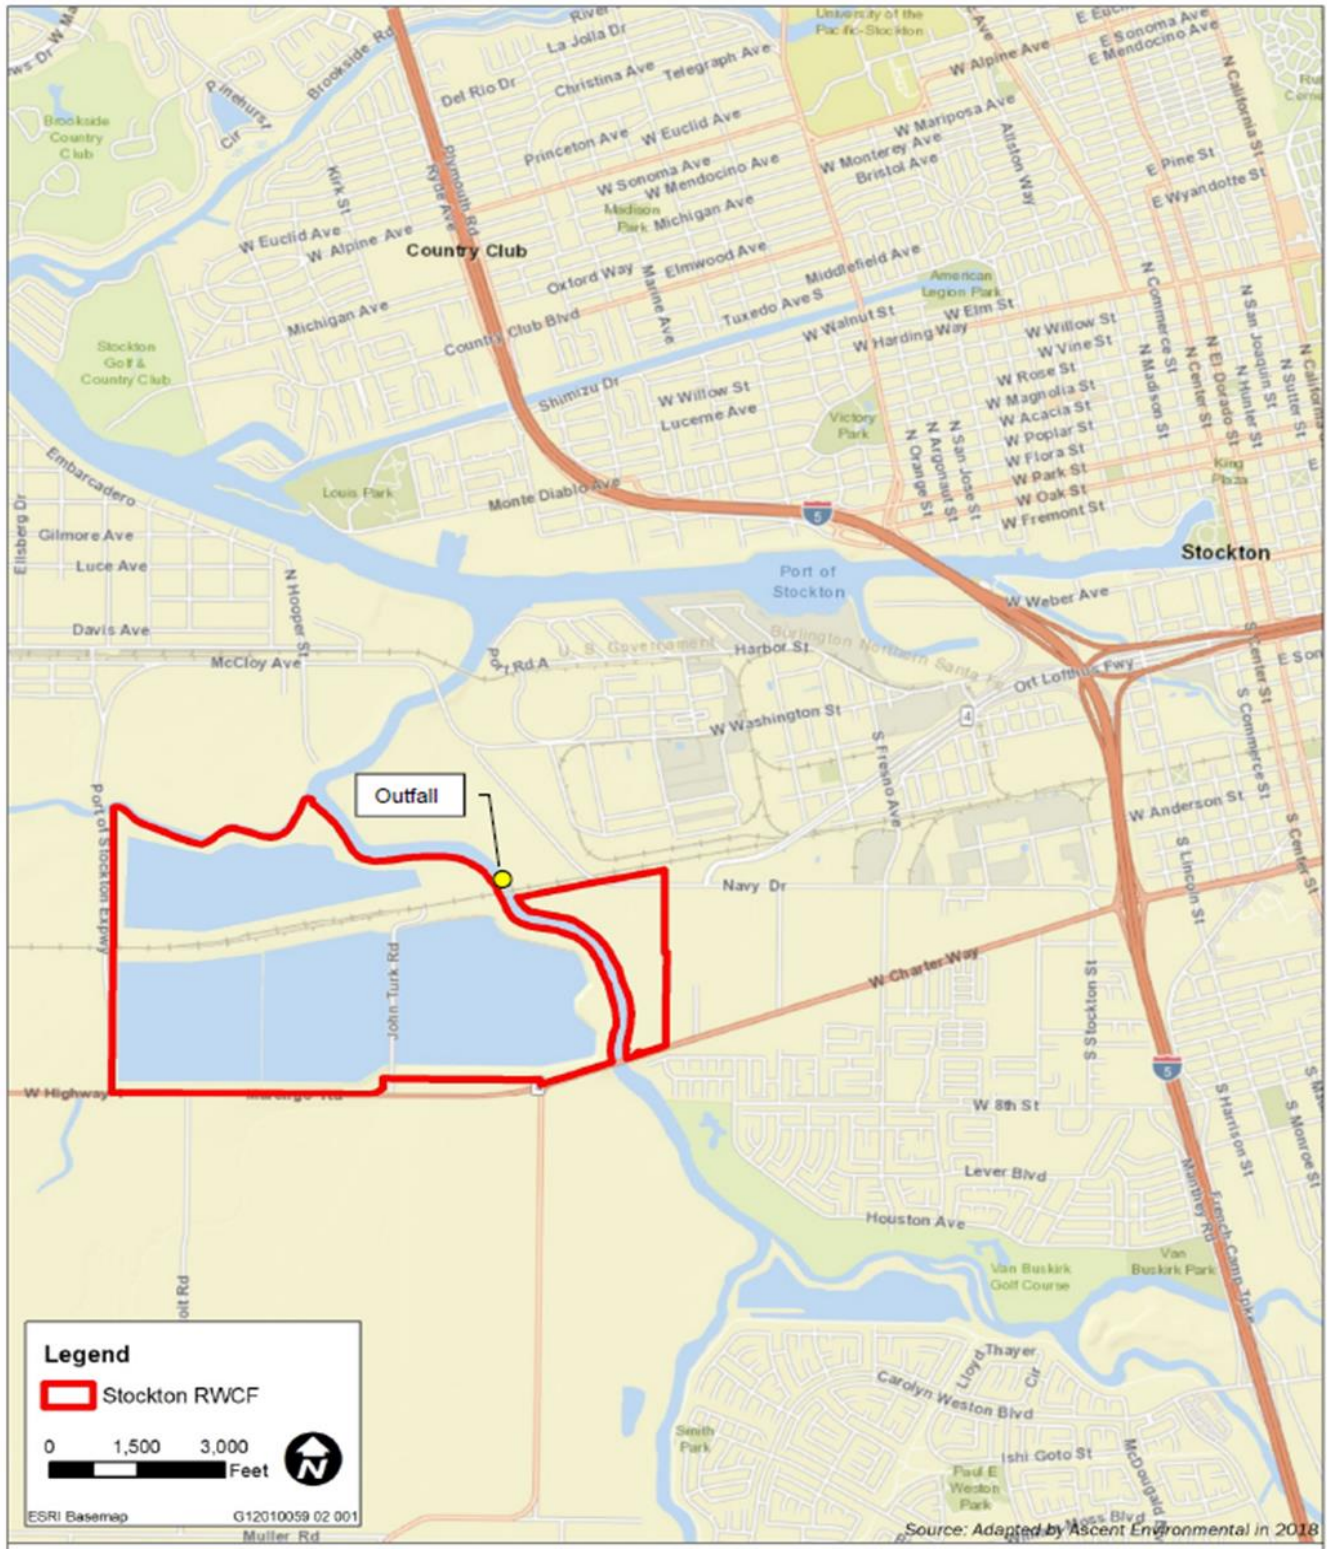 River
University of the
Pacific-Stockton
La Jolla Dr
E Sonoma Ave
E Mendocino Ave
W Alpine Ave
Brookside Rd
Telegraph Ave
Christina Ave
Del Rio Dr
N California St
Pinehurst
Cir
Brookside
Country
Club
W Mariposa Ave
W Euclid Ave
Princeton Ave
W Monterey Ave
Bristol Ave
Allston Way
E Pine St
E Wyandotte St
Kirk St
Plymouth Rd
Ryde Ave
W Sonoma Ave
W Mendocino Ave
Madison
Park
Michigan Ave
W Euclid Ave
W Alpine Ave
Country Club
Elmwood Ave
Oxford Way
Marine Ave
Middlefield Ave
American
Legion Park
Tuxedo Ave S
W Elm St
W Walnut St
W Harding Way
Michigan Ave
Country Club Blvd
W Willow St
W Vine St
N Commerce St
N San Joaquin St
N Madison St
N Center St
N El Dorado St
N Hunter St
N Sutter St
N California
Stockton
Golf &
Country Club
Shimizu Dr
W Willow St
Lucerne Ave
W Rose St
W Magnolia St
W Acacia St
W Poplar St
W Flora St
W Park St
W Oak St
W Fremont St
Victory
Park
N Orange St
N Argonaut St
N San Jose St
King
Plaza
Embarcadero
Louis Park
Monte Diablo Ave
5
Ellsberg Dr
Gilmore Ave
Luce Ave
Stockton
Port of
Stockton
N Hooper St
W Weber Ave
Davis Ave
McCloy Ave
Port Rd A
U. S. Government
Harbor St
Burlington Northern Santa Fe
Ort Lofthus Fwy
S Center St
E Son
W Washington St
4
S Commerce St
S Fresno Ave
Port of Stockton Expwy
Outfall
W Anderson St
S Lincoln St
S Center St
Navy Dr
John Turk Rd
W Charter Way
S Stockton St
5
W Highway
W 8th St
S Harrison St
S Monroe St
Lever Blvd
Manthey Rd
French Camp Tpke
Houston Ave
Van Buskirk
Golf Course
Van
Buskirk Park
oit Rd
Lloyd
Thayer
Cir
Carolyn Weston Blvd
Smith
Park
Ishi Goto St
Paul E
Weston
Park
Moss Blvd
Muller Rd
Legend
Stockton RWCF
0 1,500 3,000
Feet
N
ESRI Basemap G12010059 02 001
Source: Adapted by Ascent Environmental in 2018